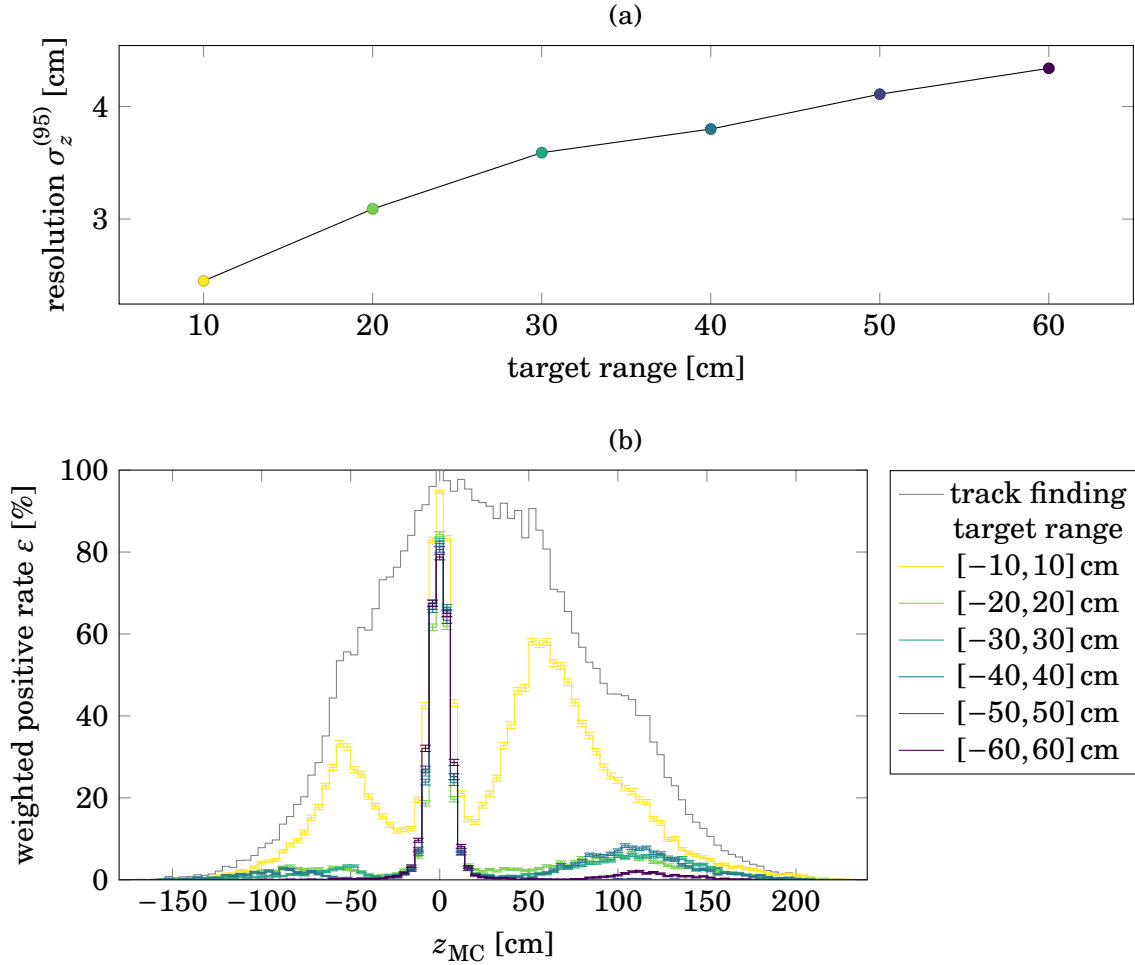 (a)
resolution σ_z^(95) [cm]
4
3
10 20 30 40 50 60
target range [cm]
(b)
weighted positive rate ε [%]
100
80
60
40
20
0
−150 −100 −50 0 50 100 150 200
z_MC [cm]
track finding
target range
[−10, 10] cm
[−20, 20] cm
[−30, 30] cm
[−40, 40] cm
[−50, 50] cm
[−60, 60] cm